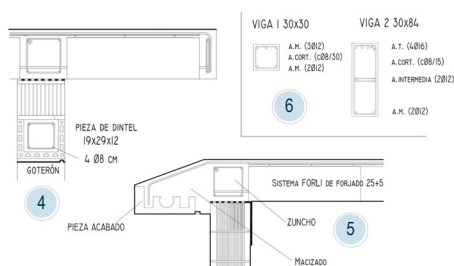 VIGA 1 30x30
A.M. (3Ø12)
A.CORT. (cØ8/30)
A.M. (2Ø12)
VIGA 2 30x84
A.T. (4Ø16)
A.CORT. (cØ8/15)
A.INTERMEDIA (2Ø12)
A.M. (2Ø12)
6
PIEZA DE DINTEL
19x29x12
4 Ø8 CM
GOTERÓN
4
SISTEMA FORLI DE FORJADO 25+5
ZUNCHO
5
PIEZA ACABADO
MACIZADO